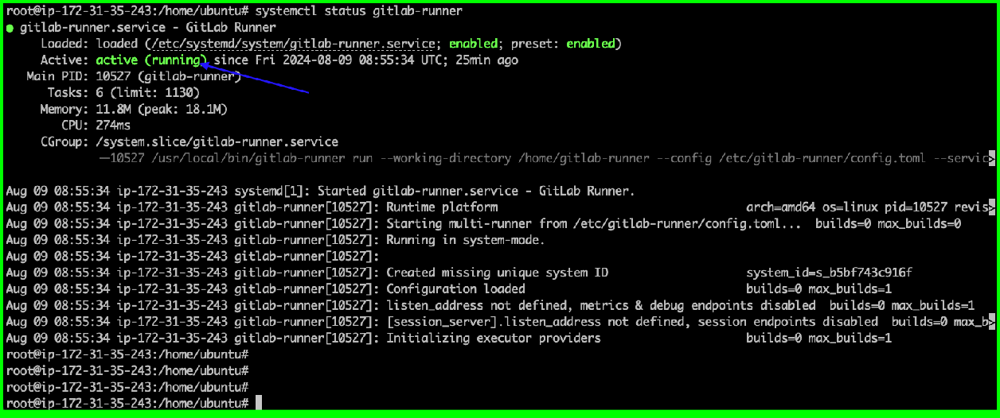 root@ip-172-31-35-243:/home/ubuntu# systemctl status gitlab-runner
● gitlab-runner.service - GitLab Runner
Loaded: loaded (/etc/systemd/system/gitlab-runner.service; enabled; preset: enabled)
Active: active (running) since Fri 2024-08-09 08:55:34 UTC; 25min ago
Main PID: 10527 (gitlab-runner)
Tasks: 6 (limit: 1130)
Memory: 11.8M (peak: 18.1M)
CPU: 274ms
CGroup: /system.slice/gitlab-runner.service
─10527 /usr/local/bin/gitlab-runner run --working-directory /home/gitlab-runner --config /etc/gitlab-runner/config.toml --servic>
Aug 09 08:55:34 ip-172-31-35-243 systemd[1]: Started gitlab-runner.service - GitLab Runner.
Aug 09 08:55:34 ip-172-31-35-243 gitlab-runner[10527]: Runtime platform arch=amd64 os=linux pid=10527 revis>
Aug 09 08:55:34 ip-172-31-35-243 gitlab-runner[10527]: Starting multi-runner from /etc/gitlab-runner/config.toml... builds=0 max_builds=0
Aug 09 08:55:34 ip-172-31-35-243 gitlab-runner[10527]: Running in system-mode.
Aug 09 08:55:34 ip-172-31-35-243 gitlab-runner[10527]:
Aug 09 08:55:34 ip-172-31-35-243 gitlab-runner[10527]: Created missing unique system ID system_id=s_b5bf743c916f
Aug 09 08:55:34 ip-172-31-35-243 gitlab-runner[10527]: Configuration loaded builds=0 max_builds=1
Aug 09 08:55:34 ip-172-31-35-243 gitlab-runner[10527]: listen_address not defined, metrics & debug endpoints disabled builds=0 max_builds=1
Aug 09 08:55:34 ip-172-31-35-243 gitlab-runner[10527]: [session_server].listen_address not defined, session endpoints disabled builds=0 max_b>
Aug 09 08:55:34 ip-172-31-35-243 gitlab-runner[10527]: Initializing executor providers builds=0 max_builds=1
root@ip-172-31-35-243:/home/ubuntu#
root@ip-172-31-35-243:/home/ubuntu#
root@ip-172-31-35-243:/home/ubuntu#
root@ip-172-31-35-243:/home/ubuntu#